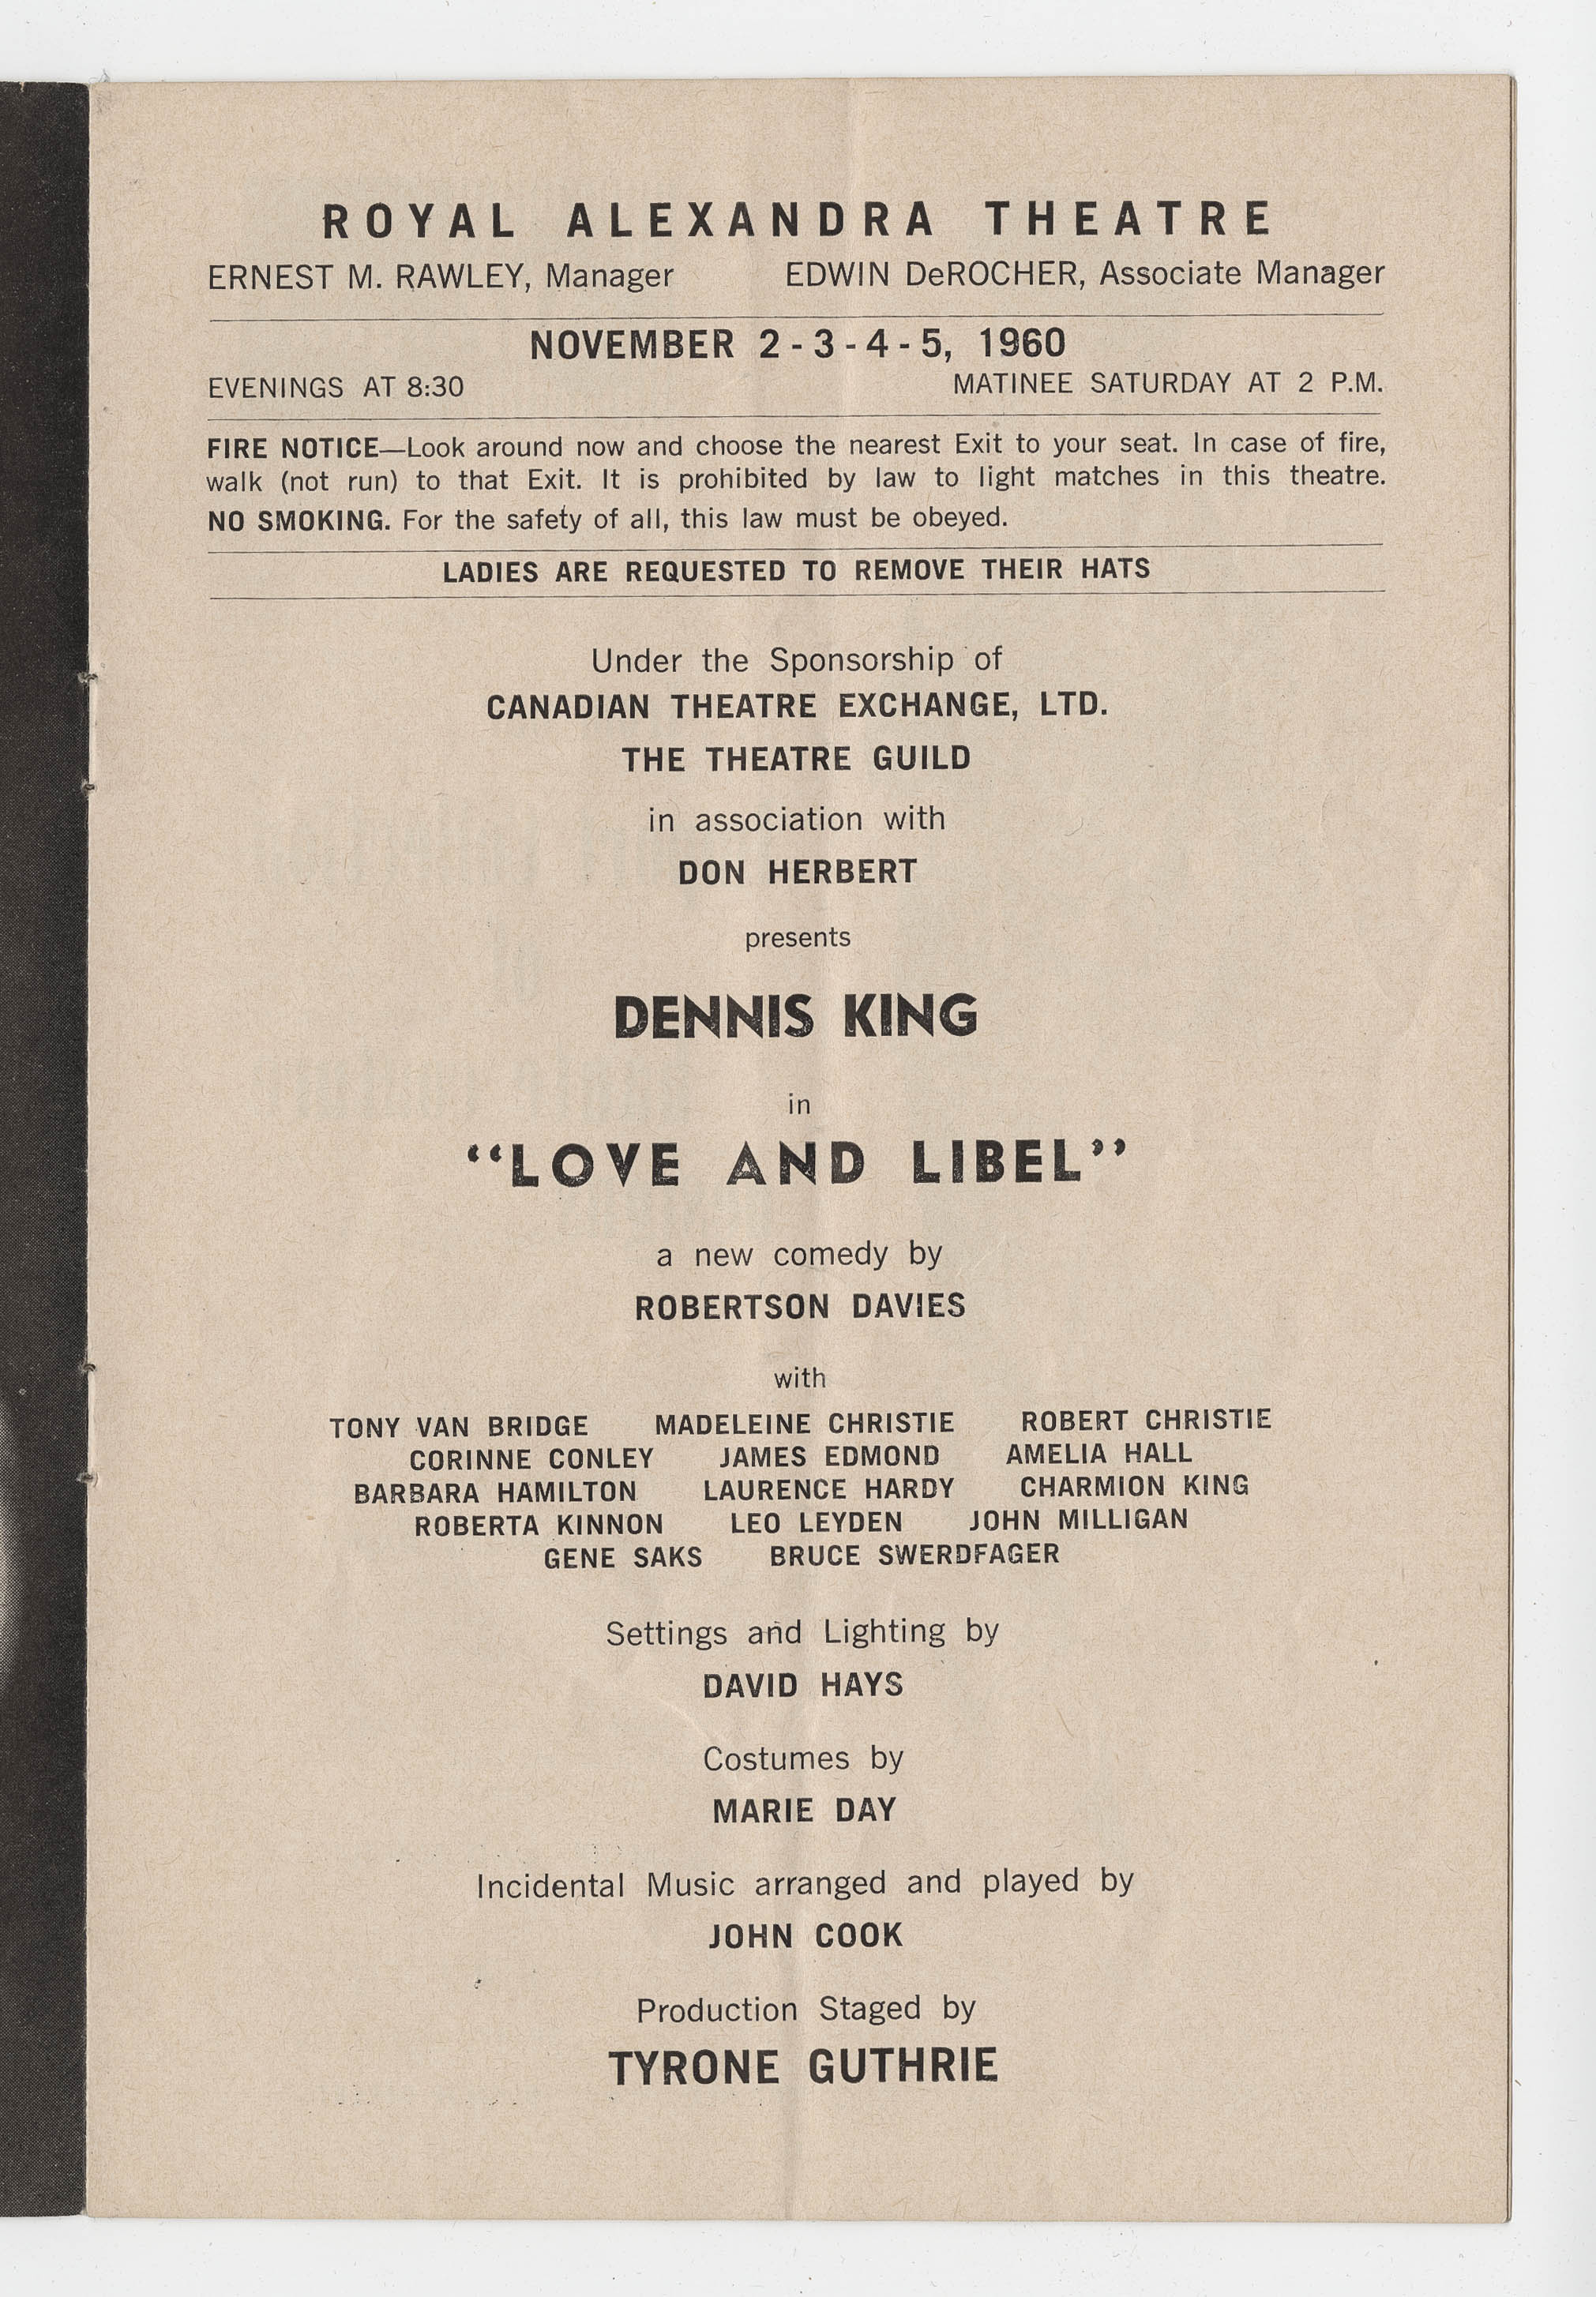 ROYAL ALEXANDRA THEATRE
ERNEST M. RAWLEY, Manager EDWIN DeROCHER, Associate Manager
NOVEMBER 2-3-4-5, 1960
EVENINGS AT 8:30 MATINEE SATURDAY AT 2 P.M.
FIRE NOTICE—Look around now and choose the nearest Exit to your seat. In case of fire,
walk (not run) to that Exit. It is prohibited by law to light matches in this theatre.
NO SMOKING. For the safety of all, this law must be obeyed.
LADIES ARE REQUESTED TO REMOVE THEIR HATS
Under the Sponsorship of
CANADIAN THEATRE EXCHANGE, LTD.
THE THEATRE GUILD
in association with
DON HERBERT
presents
DENNIS KING
in
“LOVE AND LIBEL”
a new comedy by
ROBERTSON DAVIES
with
TONY VAN BRIDGE MADELEINE CHRISTIE ROBERT CHRISTIE
CORINNE CONLEY JAMES EDMOND AMELIA HALL
BARBARA HAMILTON LAURENCE HARDY CHARMION KING
ROBERTA KINNON LEO LEYDEN JOHN MILLIGAN
GENE SAKS BRUCE SWERDFAGER
Settings and Lighting by
DAVID HAYS
Costumes by
MARIE DAY
Incidental Music arranged and played by
JOHN COOK
Production Staged by
TYRONE GUTHRIE